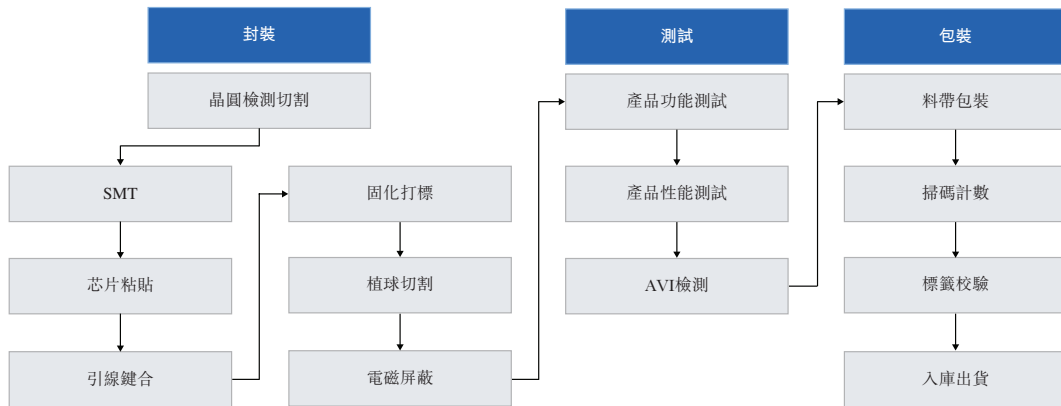 封裝
晶圓檢測切割
SMT
芯片粘貼
引線鍵合
固化打標
植球切割
電磁屏蔽
測試
產品功能測試
產品性能測試
AVI檢測
包裝
料帶包裝
掃碼計數
標籤校驗
入庫出貨